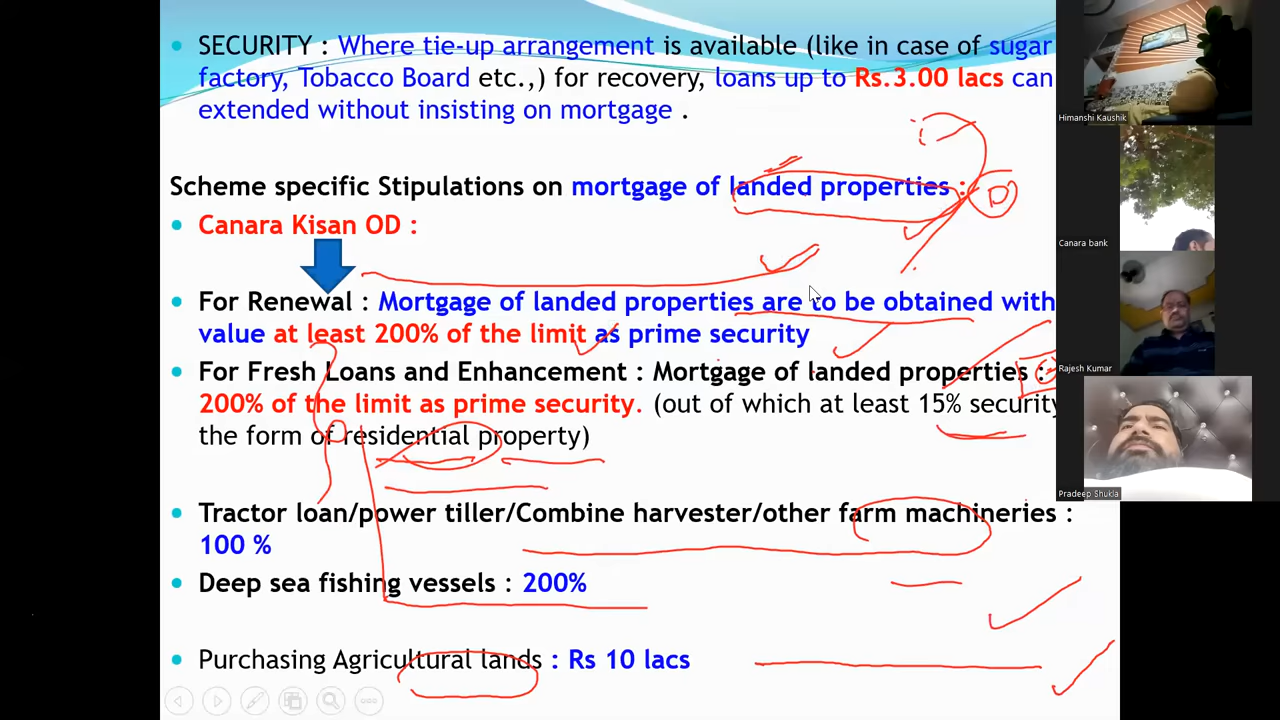 SECURITY : Where tie-up arrangement is available (like in case of sugar
factory, Tobacco Board etc.,) for recovery, loans up to Rs.3.00 lacs can
extended without insisting on mortgage .
Scheme specific Stipulations on mortgage of landed properties :
Canara Kisan OD :
For Renewal : Mortgage of landed properties are to be obtained with
value at least 200% of the limit as prime security
For Fresh Loans and Enhancement : Mortgage of landed properties :
200% of the limit as prime security. (out of which at least 15% security
the form of residential property)
Tractor loan/power tiller/Combine harvester/other farm machineries :
100 %
Deep sea fishing vessels : 200%
Purchasing Agricultural lands : Rs 10 lacs
Himanshi Kaushik
Canara bank
Rajesh Kumar
Pradeep Shukla